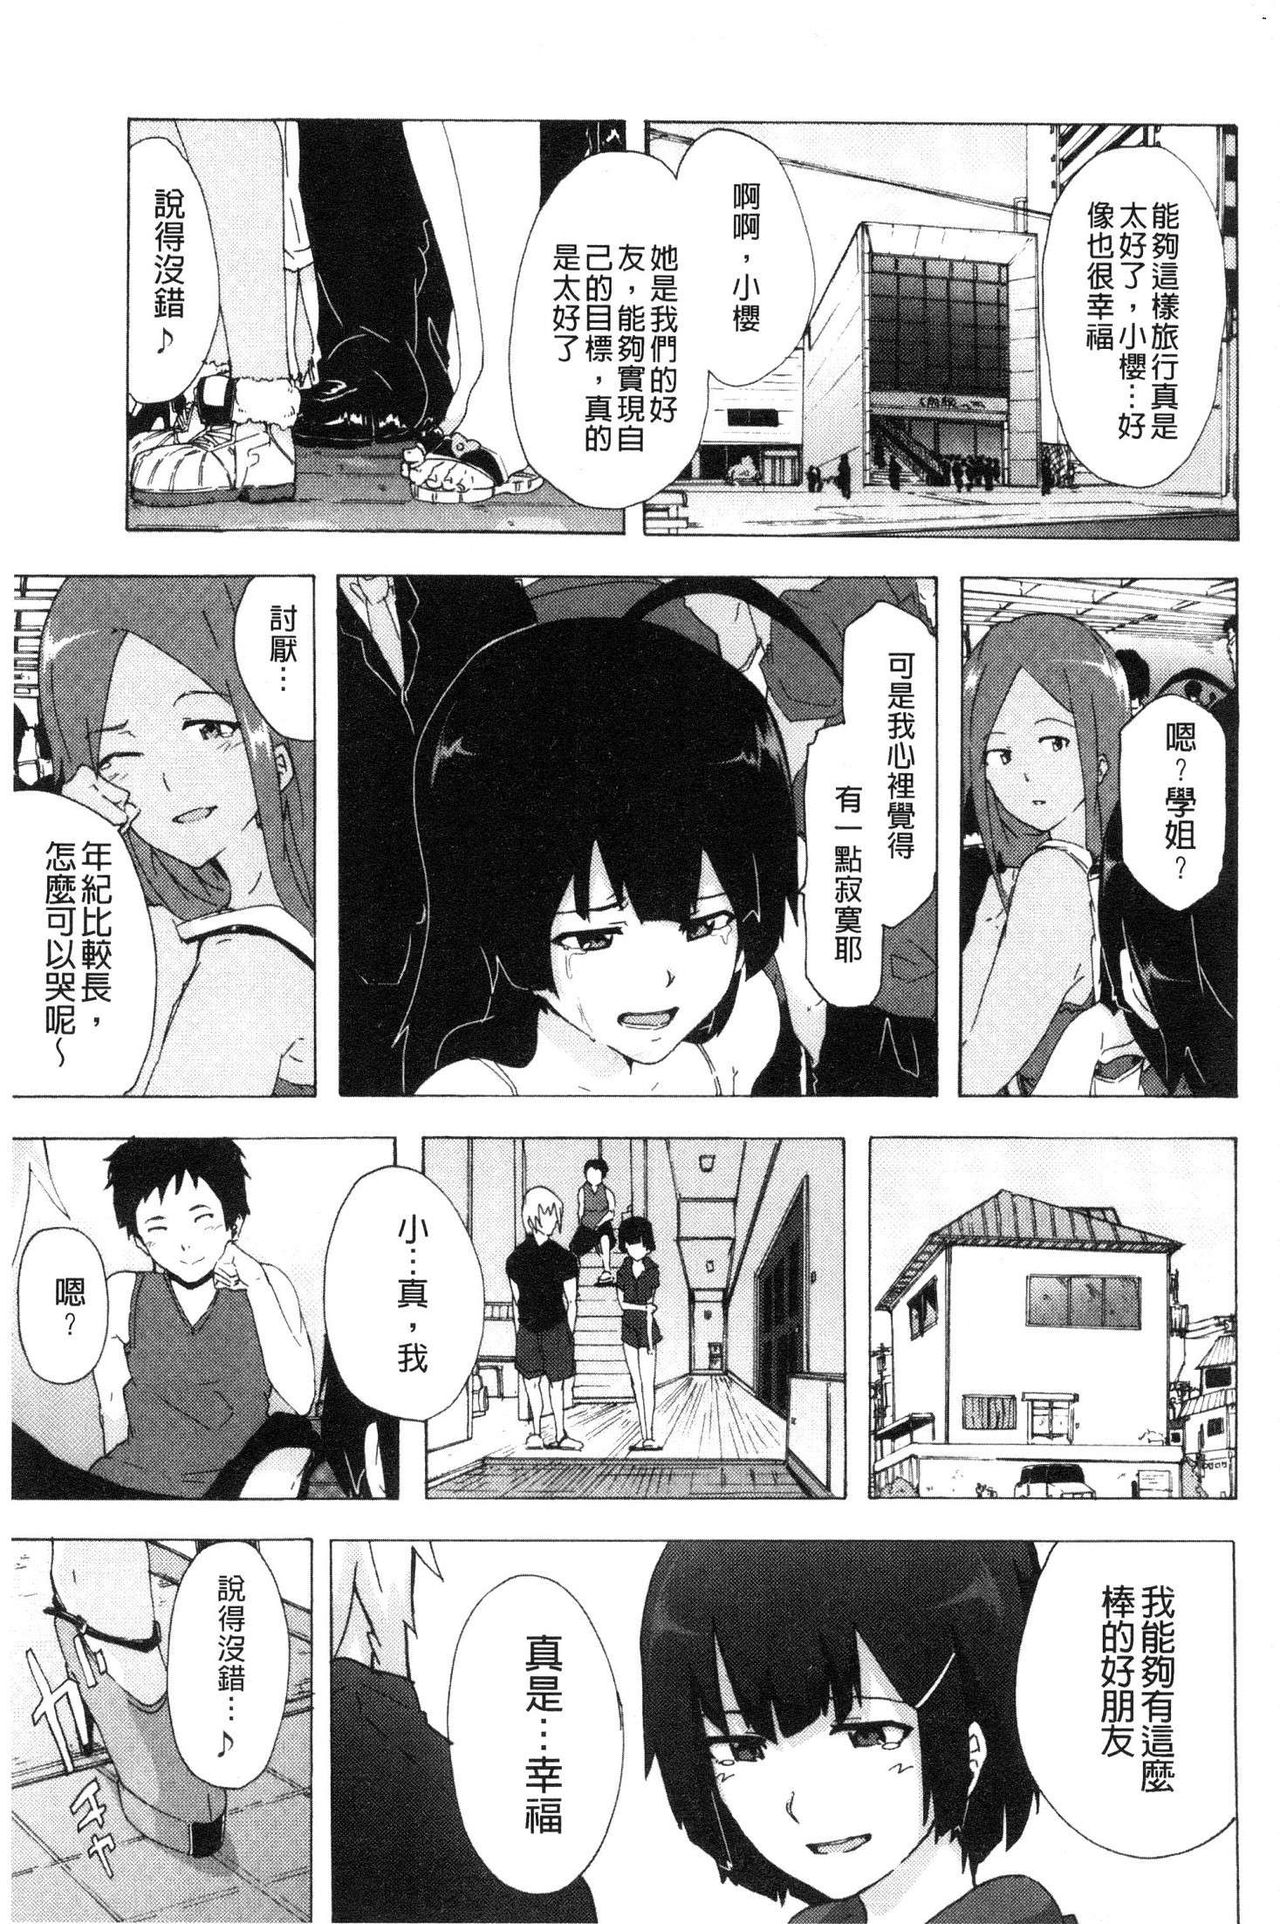 能夠這樣旅行真是
太好了，小櫻…好
像也很幸福
啊啊，小櫻
她是我們的好
友，能夠實現自
己的目標，真的
是太好了
說得沒錯♪
嗯？學姐？
可是我心裡覺得
有一點寂寞耶
討厭…
年紀比較長，
怎麼可以哭呢～
小…真，我
嗯？
我能夠有這麼
棒的好朋友
真是…幸福
說得沒錯…♪
ガッ
チャ